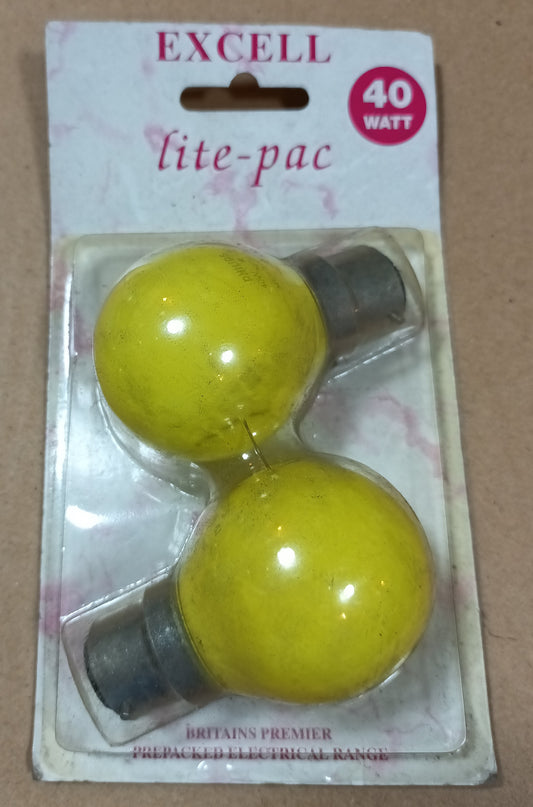 EXCELL
40
WATT
lite-pac
BRITAINS PREMIER
PREPACKED ELECTRICAL RANGE